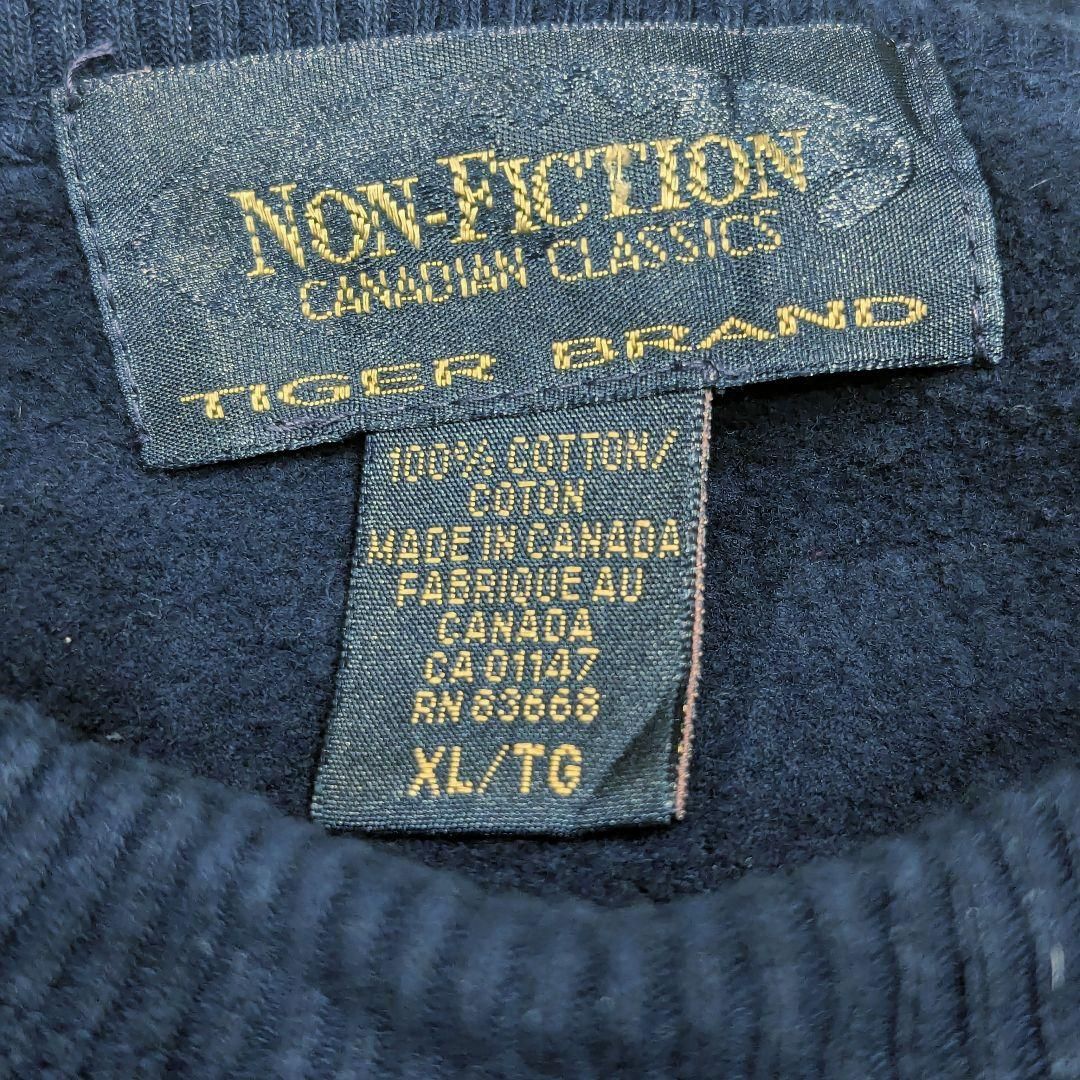 NON-FICTION
CANADIAN CLASSICS
TIGER BRAND
100% COTTON/
COTON
MADE IN CANADA
FABRIQUE AU
CANADA
CA 01147
RN 83668
XL/TG